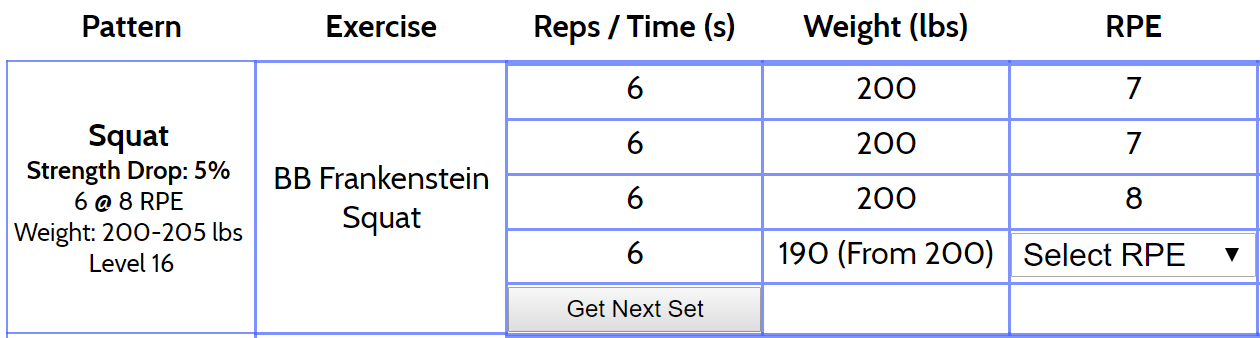 Pattern Exercise Reps / Time (s) Weight (lbs) RPE
Squat
Strength Drop: 5%
6 @ 8 RPE
Weight: 200-205 lbs
Level 16
BB Frankenstein
Squat
6 200 7
6 200 7
6 200 8
6 190 (From 200) Select RPE ▼
Get Next Set